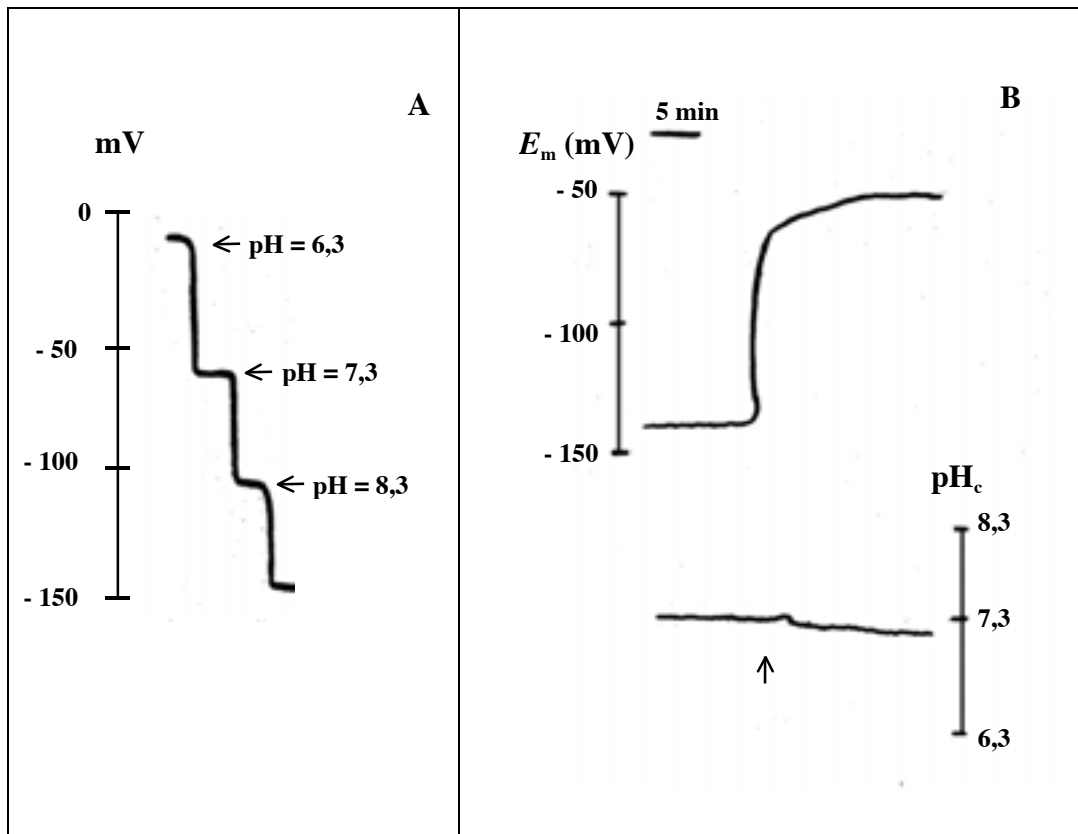 A
mV
0
pH = 6,3
- 50
pH = 7,3
- 100
pH = 8,3
- 150
B
5 min
Em (mV)
- 50
- 100
- 150
pHc
8,3
7,3
6,3